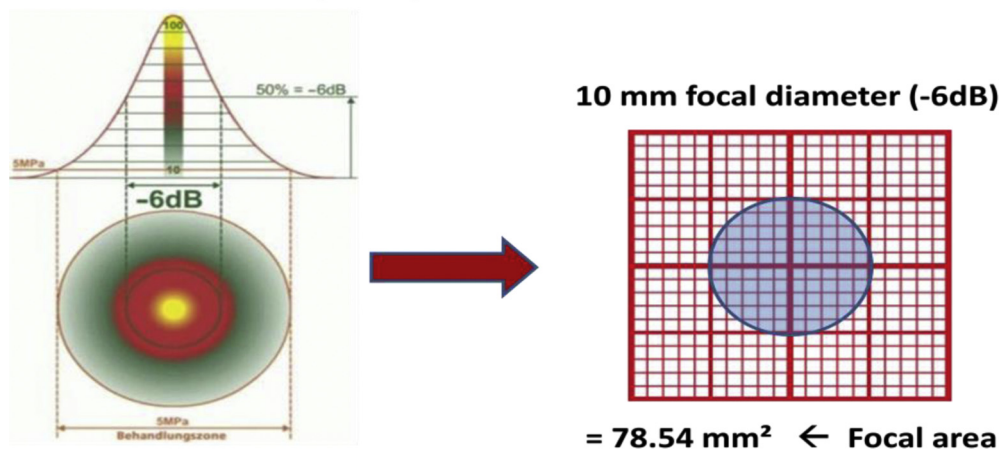 100
50% = -6dB
5MPa
10
-6dB
5MPa
Behandlungszone
10 mm focal diameter (-6dB)
= 78.54 mm² ← Focal area